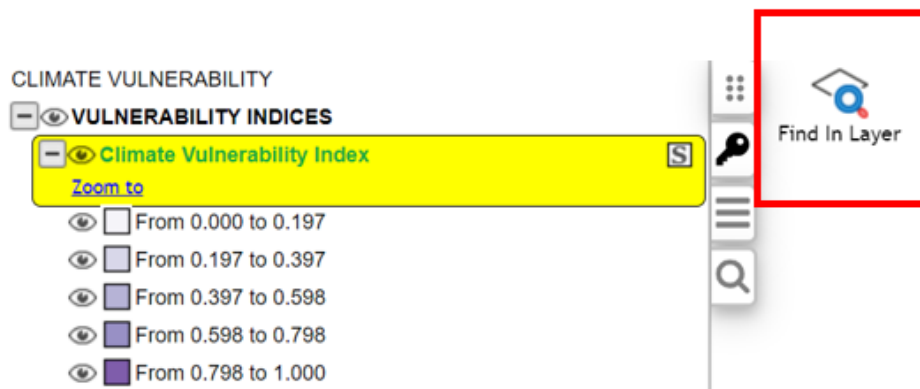 CLIMATE VULNERABILITY
VULNERABILITY INDICES
Climate Vulnerability Index S
Zoom to
From 0.000 to 0.197
From 0.197 to 0.397
From 0.397 to 0.598
From 0.598 to 0.798
From 0.798 to 1.000
Find In Layer